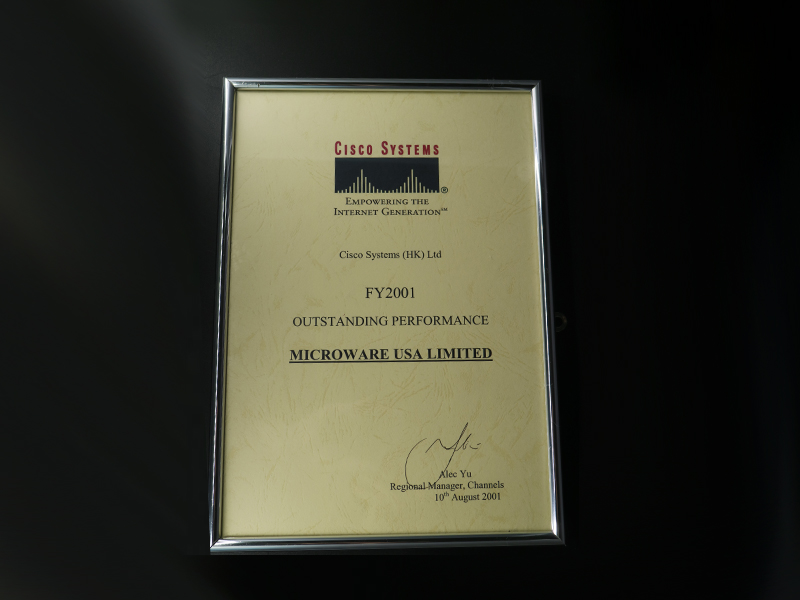 CISCO SYSTEMS
®
EMPOWERING THE
INTERNET GENERATION℠
Cisco Systems (HK) Ltd
FY2001
OUTSTANDING PERFORMANCE
MICROWARE USA LIMITED
Alec Yu
Regional Manager, Channels
10th August 2001